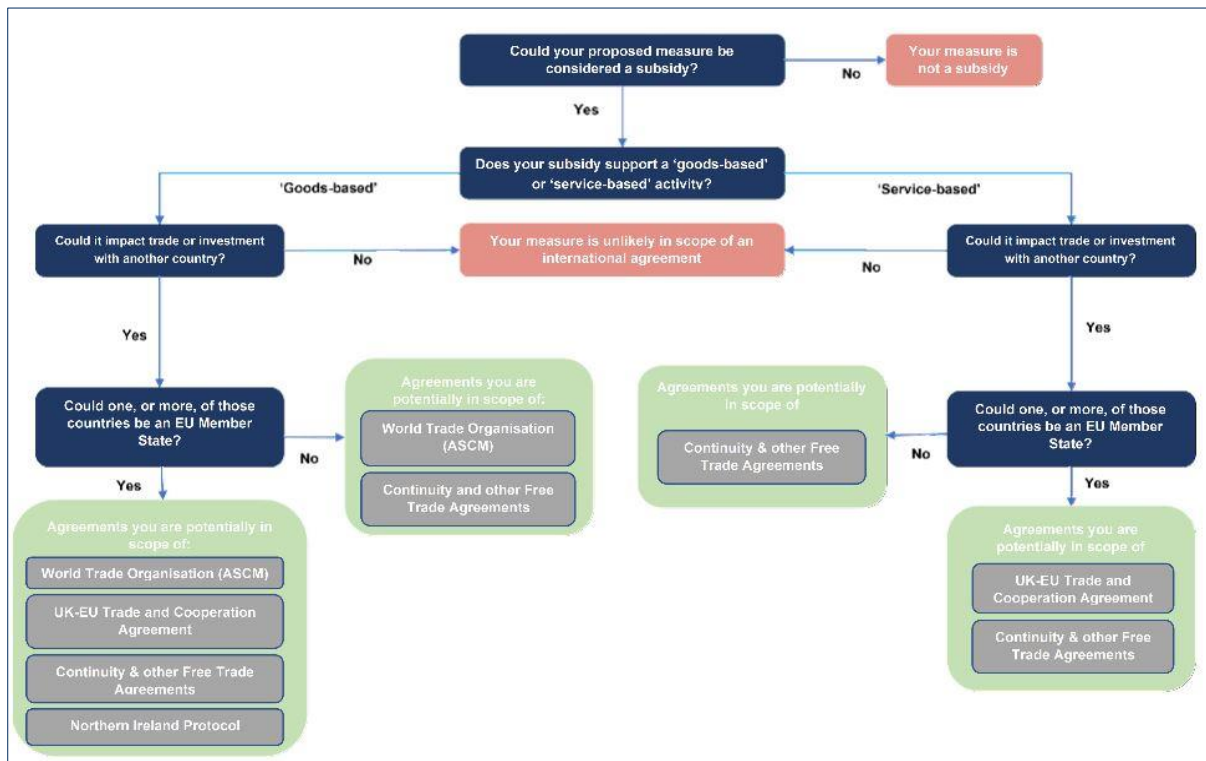 Could your proposed measure be
considered a subsidy?
No
Your measure is
not a subsidy
Yes
Does your subsidy support a ‘goods-based’
or ‘service-based’ activity?
‘Goods-based’
‘Service-based’
Could it impact trade or investment
with another country?
No
Your measure is unlikely in scope of an
international agreement
No
Could it impact trade or investment
with another country?
Yes
Yes
Could one, or more, of those
countries be an EU Member
State?
No
Agreements you are
potentially in scope of:
World Trade Organisation
(ASCM)
Continuity and other Free
Trade Agreements
Agreements you are potentially
in scope of
Continuity & other Free
Trade Agreements
No
Could one, or more, of those
countries be an EU Member
State?
Yes
Yes
Agreements you are potentially in
scope of:
World Trade Organisation (ASCM)
UK-EU Trade and Cooperation
Agreement
Continuity & other Free Trade
Agreements
Northern Ireland Protocol
Agreements you are
potentially in scope of
UK-EU Trade and
Cooperation Agreement
Continuity & other Free
Trade Agreements